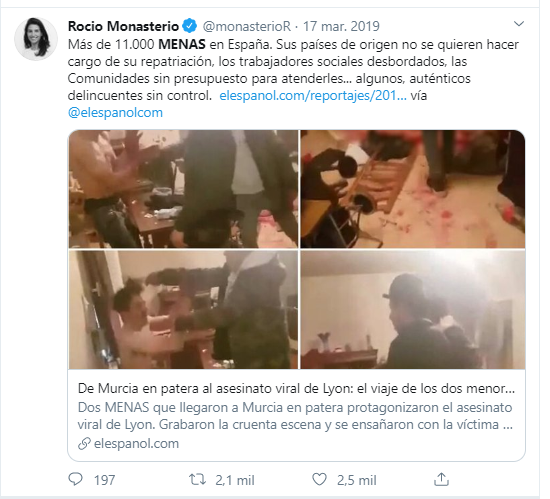 Rocio Monasterio @monasterioR · 17 mar. 2019
Más de 11.000 MENAS en España. Sus países de origen no se quieren hacer
cargo de su repatriación, los trabajadores sociales desbordados, las
Comunidades sin presupuesto para atenderles... algunos, auténticos
delincuentes sin control. elespanol.com/reportajes/201... vía
@elespanolcom
De Murcia en patera al asesinato viral de Lyon: el viaje de los dos menor...
Dos MENAS que llegaron a Murcia en patera protagonizaron el asesinato
viral de Lyon. Grabaron la cruenta escena y se ensañaron con la víctima ...
elespanol.com
197 2,1 mil 2,5 mil